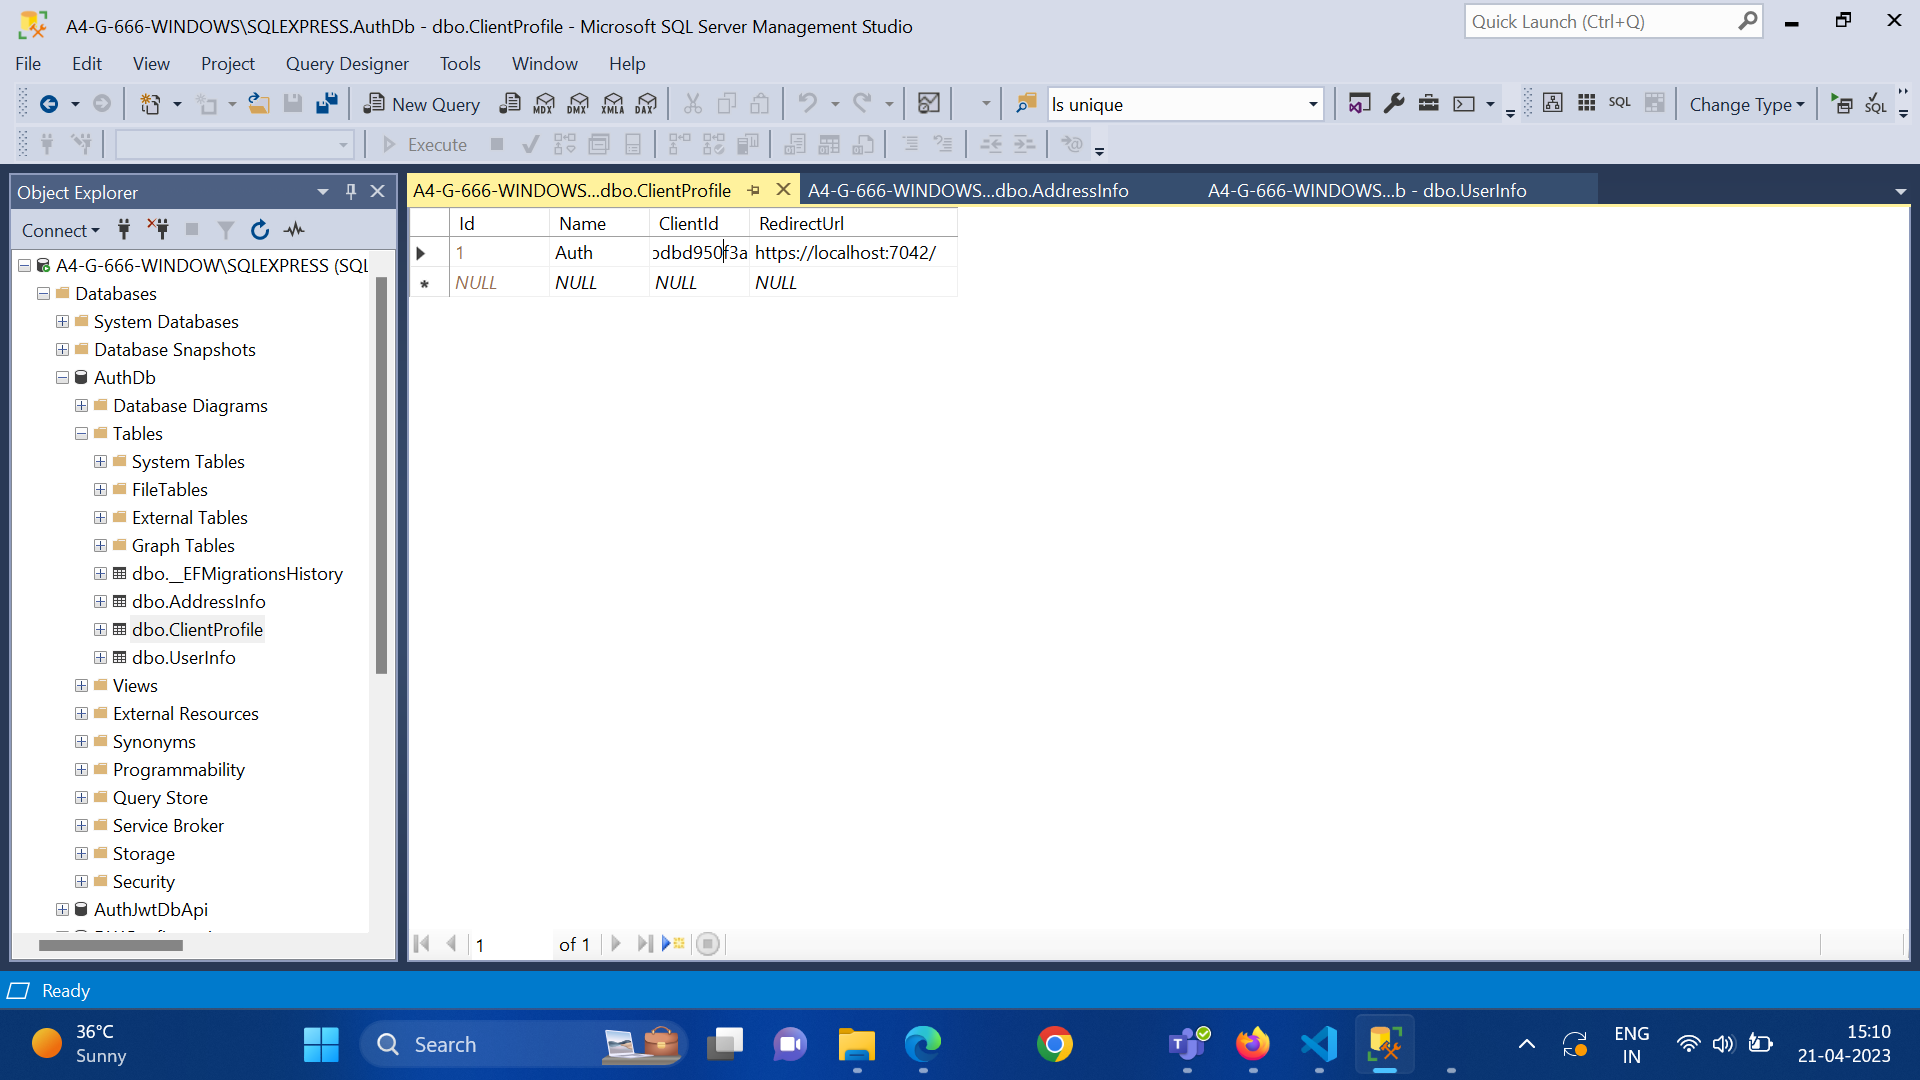 A4-G-666-WINDOWS\SQLEXPRESS.AuthDb - dbo.ClientProfile - Microsoft SQL Server Management Studio
Quick Launch (Ctrl+Q)
File Edit View Project Query Designer Tools Window Help
New Query MDX DMX XMLA DAX Is unique SQL Change Type SQL
Execute
Object Explorer
Connect
A4-G-666-WINDOW\SQLEXPRESS (SQL
Databases
System Databases
Database Snapshots
AuthDb
Database Diagrams
Tables
System Tables
FileTables
External Tables
Graph Tables
dbo.__EFMigrationsHistory
dbo.AddressInfo
dbo.ClientProfile
dbo.UserInfo
Views
External Resources
Synonyms
Programmability
Query Store
Service Broker
Storage
Security
AuthJwtDbApi
A4-G-666-WINDOWS...dbo.ClientProfile A4-G-666-WINDOWS...dbo.AddressInfo A4-G-666-WINDOWS...b - dbo.UserInfo
Id Name ClientId RedirectUrl
1 Auth dbd950f3a https://localhost:7042/
NULL NULL NULL NULL
1 of 1
Ready
36°C
Sunny
Search
ENG
IN
15:10
21-04-2023